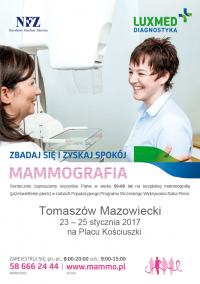 NFZ
Narodowy Fundusz Zdrowia
LUXMED
DIAGNOSTYKA
ZBADAJ SIĘ I ZYSKAJ SPOKÓJ
MAMMOGRAFIA
Serdecznie zapraszamy wszystkie Panie w wieku 50-69 lat na bezpłatną mammografię
(prześwietlenie piersi) w ramach Populacyjnego Programu Wczesnego Wykrywania Raka Piersi.
Tomaszów Mazowiecki
23 – 25 stycznia 2017
na Placu Kościuszki
ZAREJESTRUJ SIĘ: pn.-pt.: 8:00-20:00 sob.: 9:00-15:00
58 666 24 44 | www.mammo.pl